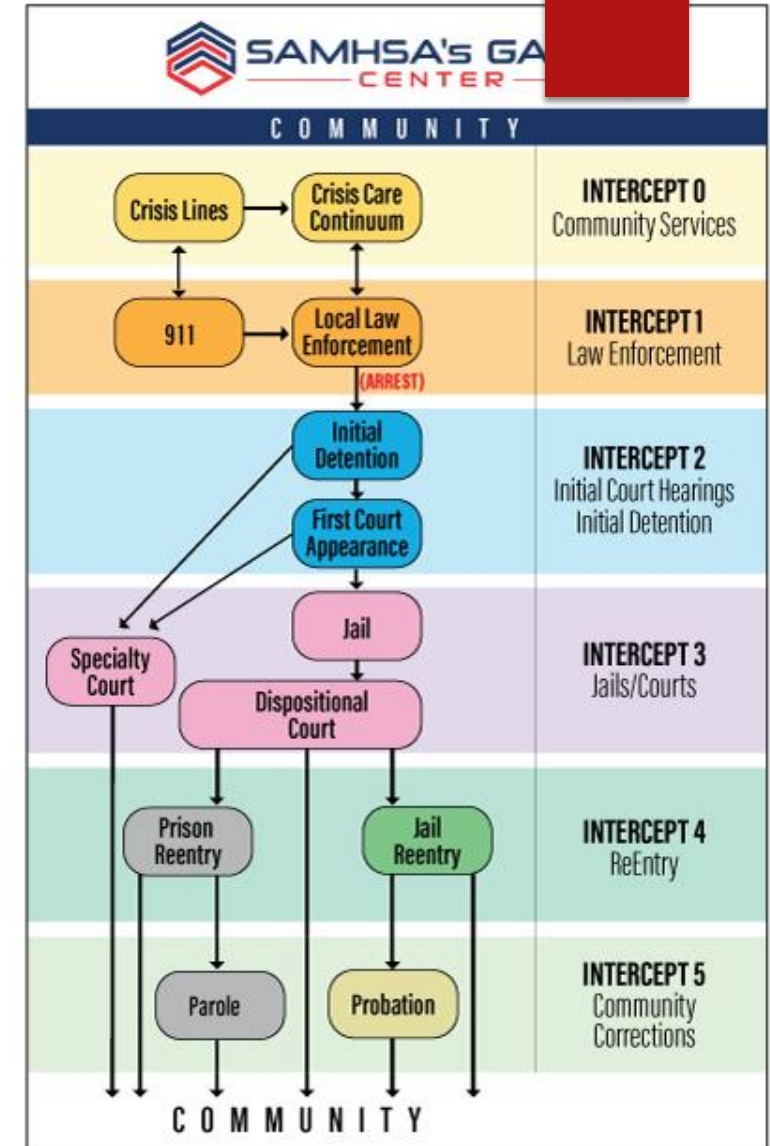 SAMHSA's GA
CENTER
COMMUNITY
Crisis Lines
Crisis Care
Continuum
INTERCEPT 0
Community Services
911
Local Law
Enforcement
INTERCEPT 1
Law Enforcement
(ARREST)
Initial
Detention
First Court
Appearance
INTERCEPT 2
Initial Court Hearings
Initial Detention
Jail
Specialty
Court
Dispositional
Court
INTERCEPT 3
Jails/Courts
Prison
Reentry
Jail
Reentry
INTERCEPT 4
ReEntry
Parole
Probation
INTERCEPT 5
Community
Corrections
COMMUNITY